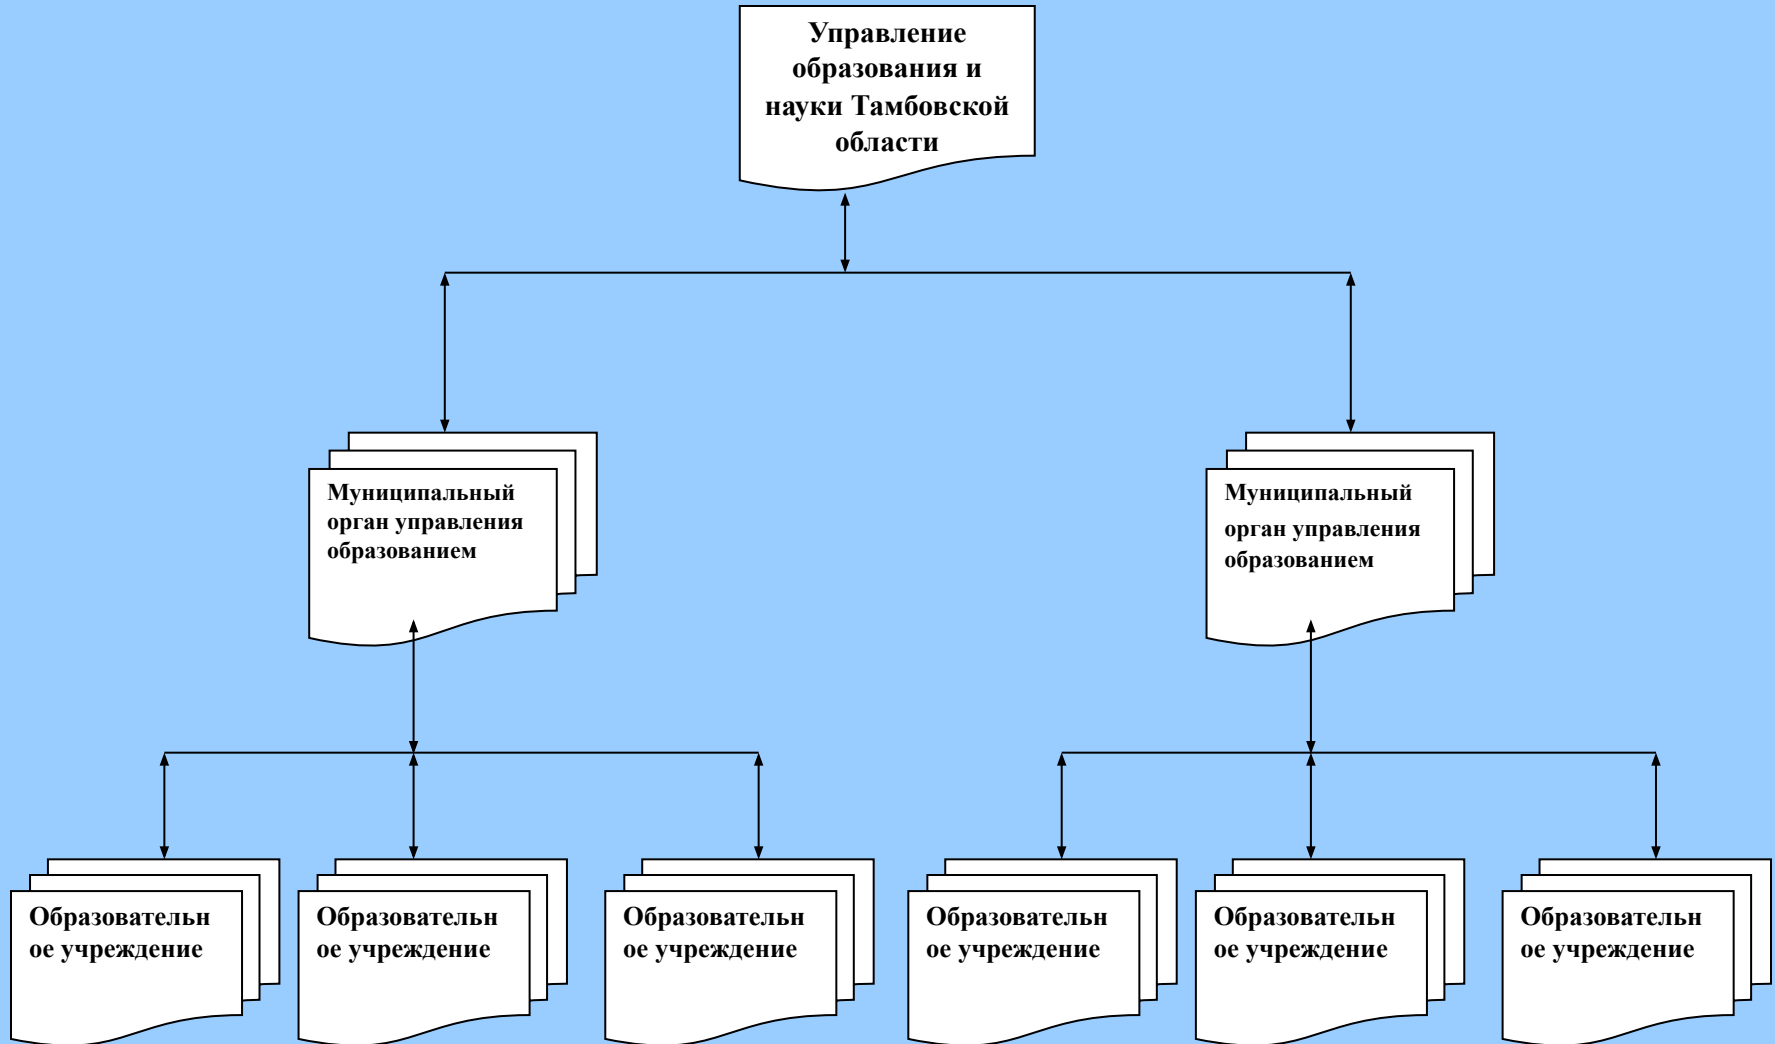 Управление
образования и
науки Тамбовской
области
Муниципальный
орган управления
образованием
Муниципальный
орган управления
образованием
Образовательн
ое учреждение
Образовательн
ое учреждение
Образовательн
ое учреждение
Образовательн
ое учреждение
Образовательн
ое учреждение
Образовательн
ое учреждение